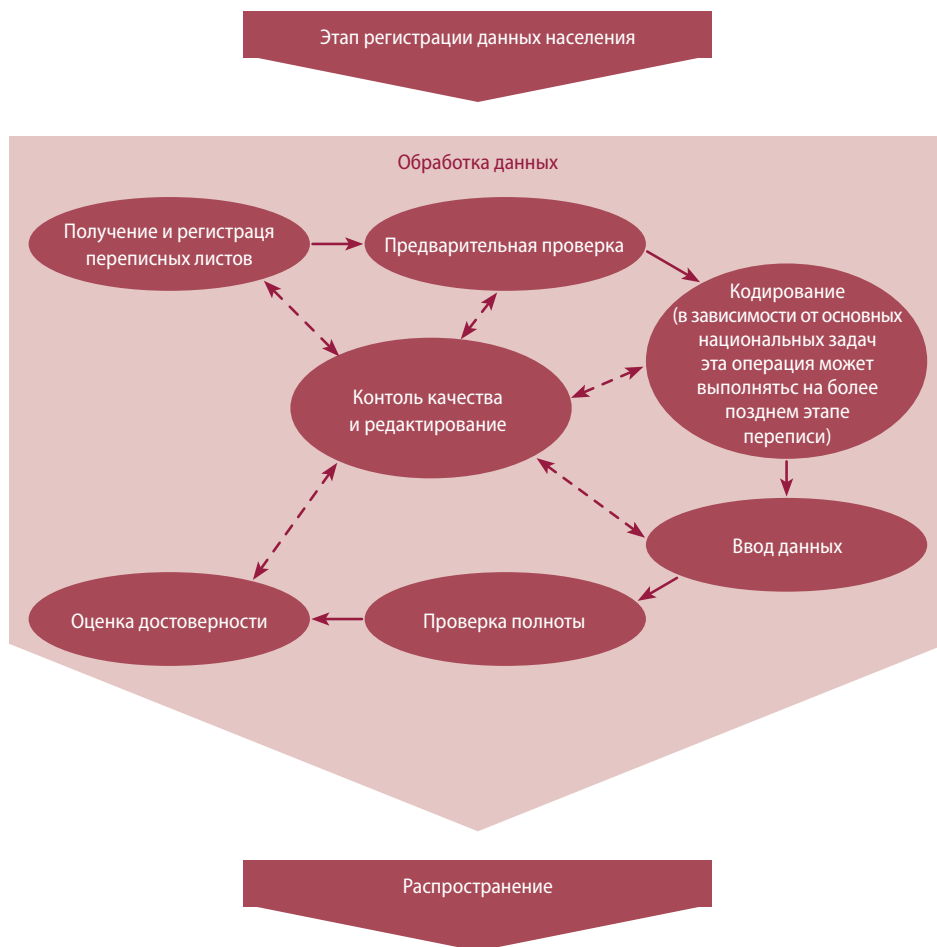 Этап регистрации данных населения
Обработка данных
Получение и регистраця
переписных листов
Предварительная проверка
Кодирование
(в зависимости от основных
национальных задач
эта операция может
выполнятьс на более
позднем этапе
переписи)
Контоль качества
и редактирование
Ввод данных
Оценка достоверности
Проверка полноты
Распространение